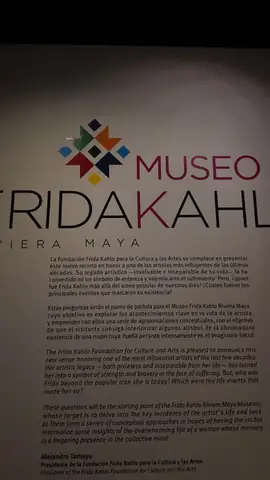 MUSEO
FRIDAKAHL
VIERA MAYA
La Fundación Frida Kahlo para la Cultura y las Artes se complace en presentar
este nuevo recinto en honor a una de las artistas más influyentes de las últimas
décadas. Su legado artístico —invaluable e inseparable de su vida— la ha
convertido en un símbolo de entereza y valentía ante el sufrimiento. Pero, ¿quién
fue Frida Kahlo más allá del icono popular de nuestros días? ¿Cuáles fueron los
principales eventos que marcaron su existencia?
Estas preguntas serán el punto de partida para el Museo Frida Kahlo Riviera Maya,
cuyo objetivo es explorar los acontecimientos clave en la vida de la artista
y emprender con ellos una serie de aproximaciones conceptuales, con el objetivo
de que el visitante consiga interiorizar algunos atisbos de la abrumadora
existencia de una mujer cuya huella persiste intensamente en el imaginario social.
The Frida Kahlo Foundation for Culture and Arts is pleased to announce this
new venue honoring one of the most influential artists of the last few decades.
Her artistic legacy —both priceless and inseparable from her life— has turned
her into a symbol of strength and bravery in the face of suffering. But, who was
Frida beyond the popular icon she is today? Which were the life events that
made her so?
These questions will be the starting point of the Frida Kahlo Riviera Maya Museum,
whose target is to delve into the key incidents of the artist's life and look
at them form a series of conceptual approaches in hopes of having the visitor
internalize some insights of the overwhelming life of a woman whose memory
is a lingering presence in the collective mind.
Alejandra Tamayo
Presidente de la Fundación Frida Kahlo para la Cultura y las Artes
President of the Frida Kahlo Foundation for Culture and the Arts